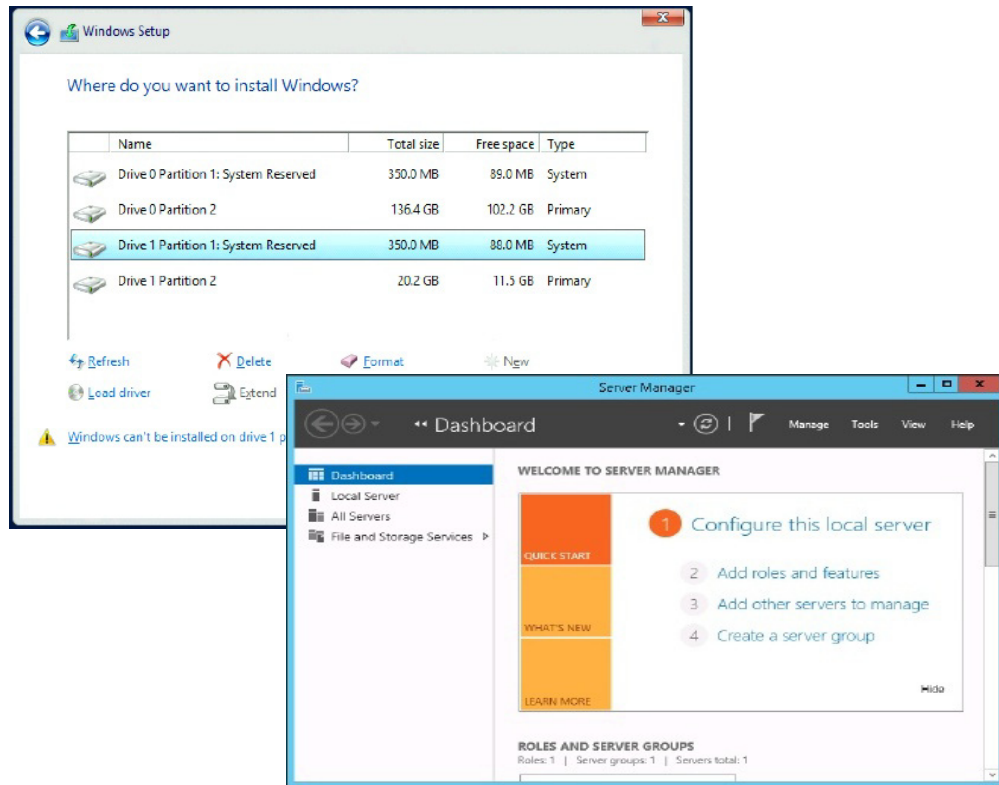 Windows Setup
Where do you want to install Windows?
Name Total size Free space Type
Drive 0 Partition 1: System Reserved 350.0 MB 89.0 MB System
Drive 0 Partition 2 136.4 GB 102.2 GB Primary
Drive 1 Partition 1: System Reserved 350.0 MB 88.0 MB System
Drive 1 Partition 2 20.2 GB 11.5 GB Primary
Refresh Delete Format New
Load driver Extend
Windows can't be installed on drive 1 p
Server Manager
Dashboard
Manage Tools View Help
Dashboard
Local Server
All Servers
File and Storage Services
WELCOME TO SERVER MANAGER
QUICK START
WHAT'S NEW
LEARN MORE
1 Configure this local server
2 Add roles and features
3 Add other servers to manage
4 Create a server group
Hide
ROLES AND SERVER GROUPS
Roles: 1 | Server groups: 1 | Servers total: 1